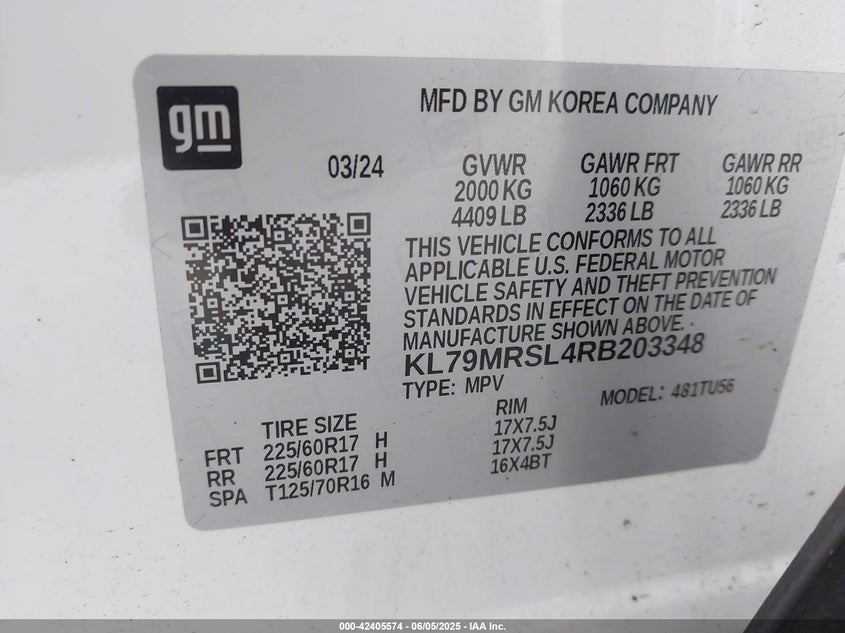 gm
MFD BY GM KOREA COMPANY
03/24
GVWR GAWR FRT GAWR RR
2000 KG 1060 KG 1060 KG
4409 LB 2336 LB 2336 LB
THIS VEHICLE CONFORMS TO ALL
APPLICABLE U.S. FEDERAL MOTOR
VEHICLE SAFETY AND THEFT PREVENTION
STANDARDS IN EFFECT ON THE DATE OF
MANUFACTURE SHOWN ABOVE.
KL79MRSL4RB203348
TYPE: MPV MODEL: 481TU56
TIRE SIZE RIM
FRT 225/60R17 H 17X7.5J
RR 225/60R17 H 17X7.5J
SPA T125/70R16 M 16X4BT
000-42405574 - 06/05/2025 - IAA Inc.